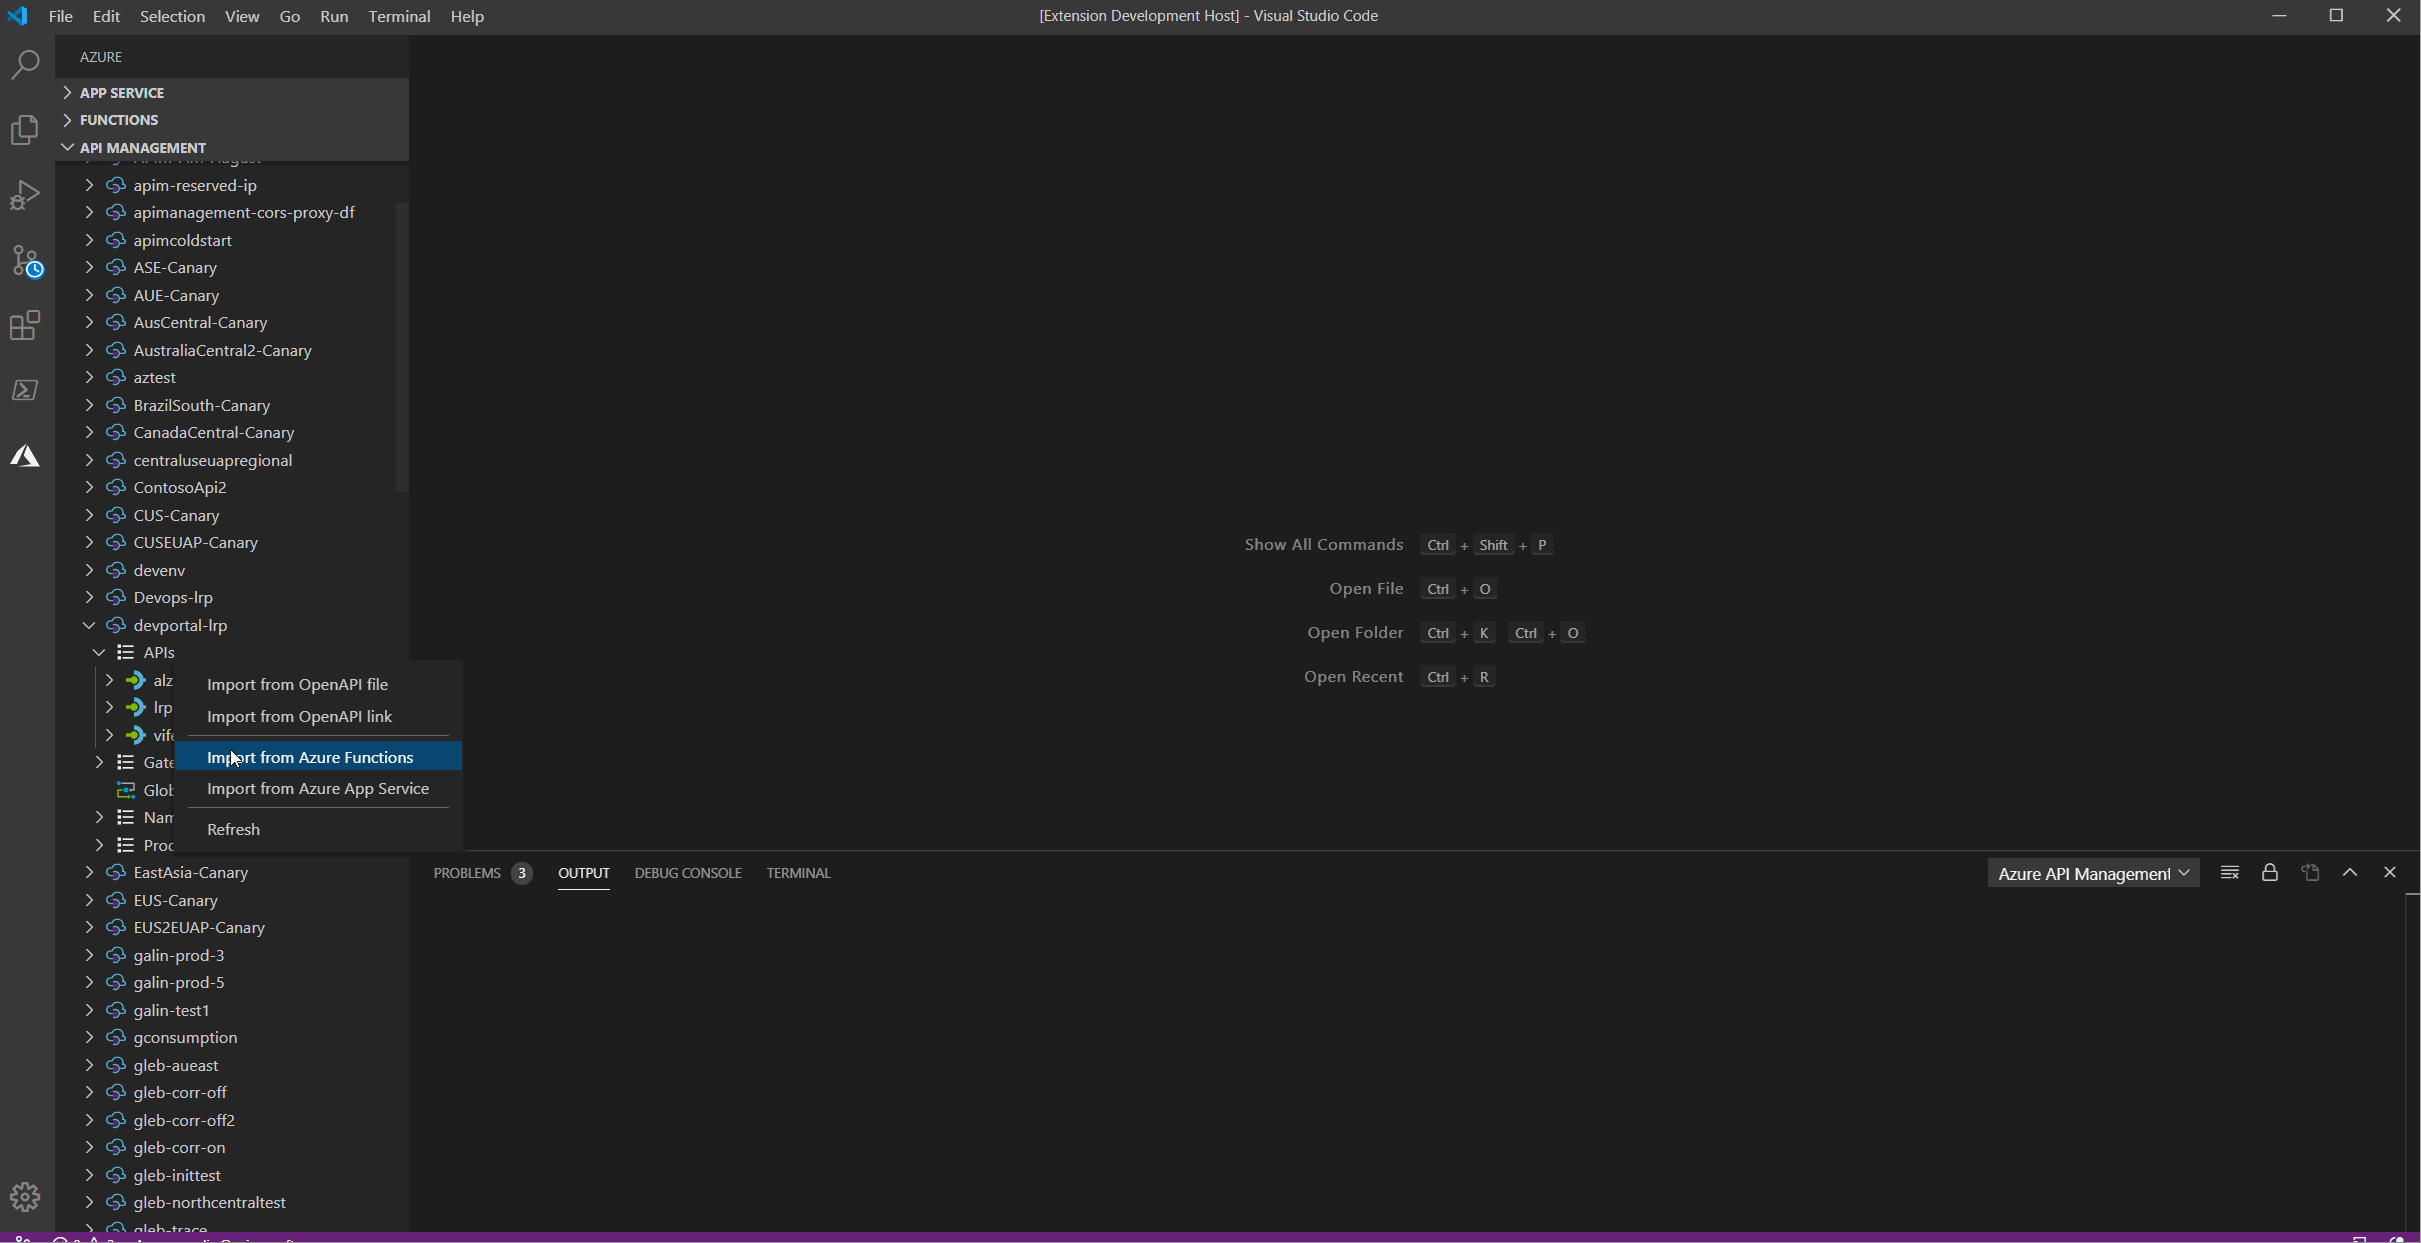 File Edit Selection View Go Run Terminal Help
[Extension Development Host] - Visual Studio Code
AZURE
APP SERVICE
FUNCTIONS
API MANAGEMENT
apim-reserved-ip
apimanagement-cors-proxy-df
apimcoldstart
ASE-Canary
AUE-Canary
AusCentral-Canary
AustraliaCentral2-Canary
aztest
BrazilSouth-Canary
CanadaCentral-Canary
centraluseuapregional
ContosoApi2
CUS-Canary
CUSEUAP-Canary
devenv
Devops-lrp
devportal-lrp
APIs
alz
lrp
vife
Gate
Glob
Nam
Prod
Import from OpenAPI file
Import from OpenAPI link
Import from Azure Functions
Import from Azure App Service
Refresh
EastAsia-Canary
EUS-Canary
EUS2EUAP-Canary
galin-prod-3
galin-prod-5
galin-test1
gconsumption
gleb-aueast
gleb-corr-off
gleb-corr-off2
gleb-corr-on
gleb-inittest
gleb-northcentraltest
gleb-trace
Show All Commands Ctrl + Shift + P
Open File Ctrl + O
Open Folder Ctrl + K Ctrl + O
Open Recent Ctrl + R
PROBLEMS 3 OUTPUT DEBUG CONSOLE TERMINAL
Azure API Management